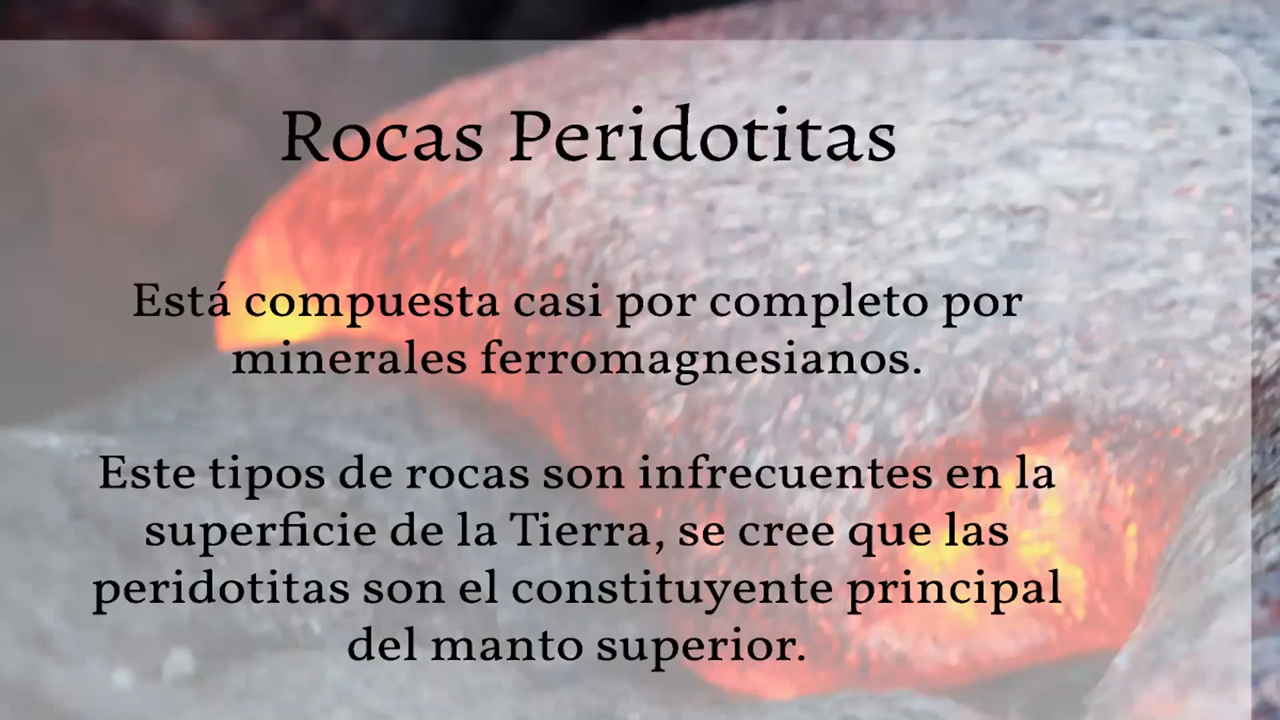 Rocas Peridotitas
Está compuesta casi por completo por
minerales ferromagnesianos.
Este tipos de rocas son infrecuentes en la
superficie de la Tierra, se cree que las
peridotitas son el constituyente principal
del manto superior.